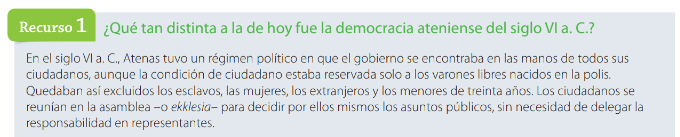 Recurso 1 ¿Qué tan distinta a la de hoy fue la democracia ateniense del siglo VI a. C.?
En el siglo VI a. C., Atenas tuvo un régimen político en que el gobierno se encontraba en las manos de todos sus
ciudadanos, aunque la condición de ciudadano estaba reservada solo a los varones libres nacidos en la polis.
Quedaban así excluidos los esclavos, las mujeres, los extranjeros y los menores de treinta años. Los ciudadanos se
reunían en la asamblea –o ekklesia– para decidir por ellos mismos los asuntos públicos, sin necesidad de delegar la
responsabilidad en representantes.